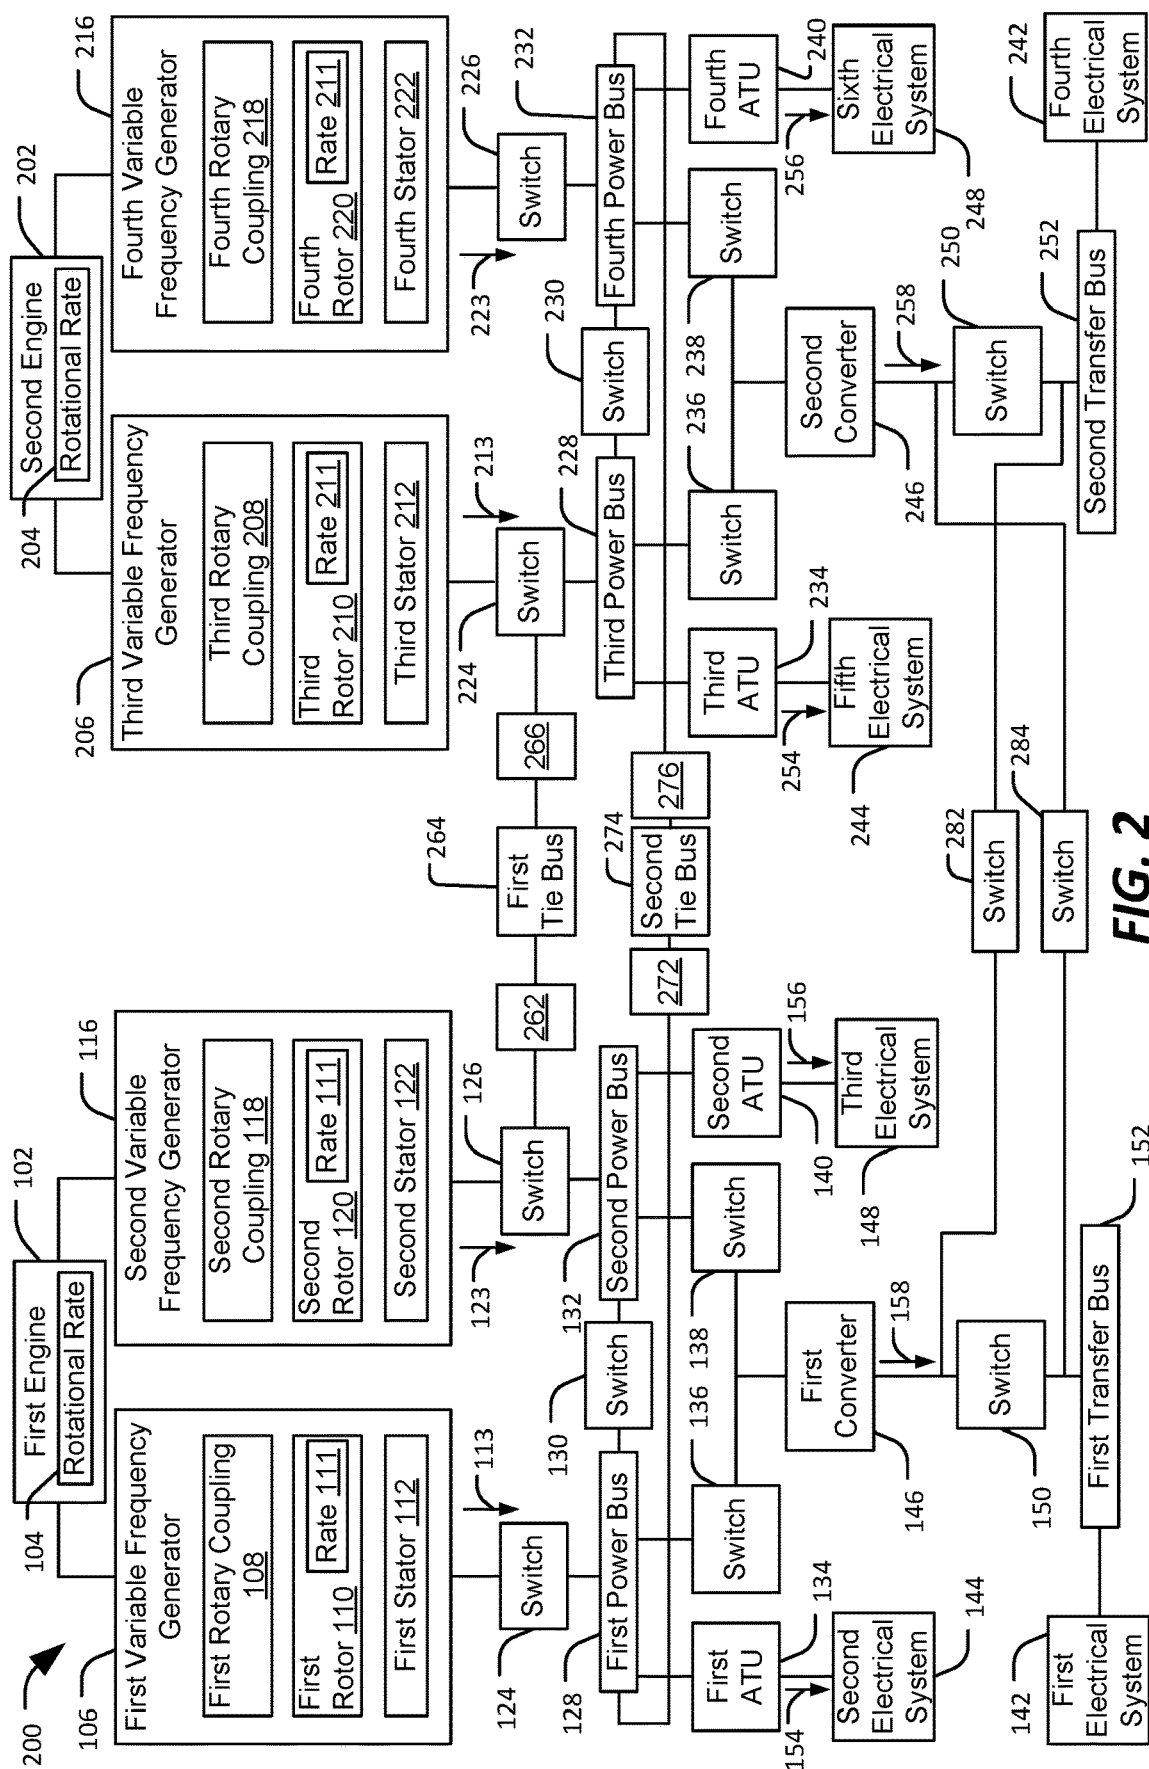 200
102
First Engine
Rotational Rate
104
106
First Variable Frequency
Generator
First Rotary Coupling
108
First
Rotor 110
Rate 111
First Stator 112
116
Second Variable
Frequency Generator
Second Rotary
Coupling 118
Second
Rotor 120
Rate 111
Second Stator 122
202
Second Engine
Rotational Rate
204
206
Third Variable Frequency
Generator
Third Rotary
Coupling 208
Third
Rotor 210
Rate 211
Third Stator 212
216
Fourth Variable
Frequency Generator
Fourth Rotary
Coupling 218
Fourth
Rotor 220
Rate 211
Fourth Stator 222
113
124
Switch
123
126
Switch
262
264
First
Tie Bus
266
213
224
Switch
223
226
Switch
128
First Power Bus
130
Switch
132
Second Power Bus
228
Third Power Bus
230
Switch
232
Fourth Power Bus
272
274
Second
Tie Bus
276
First
ATU
134
136
Switch
138
Switch
Second
ATU
140
Third
ATU
234
236
Switch
238
Switch
Fourth
ATU
240
154
Second
Electrical
System
144
First
Converter
146
158
156
Third
Electrical
System
148
254
Fifth
Electrical
System
244
Second
Converter
246
258
256
Sixth
Electrical
System
248
Switch
150
282
Switch
284
Switch
250
Switch
142
First
Electrical
System
First Transfer Bus
152
252
Second Transfer Bus
242
Fourth
Electrical
System
FIG. 2